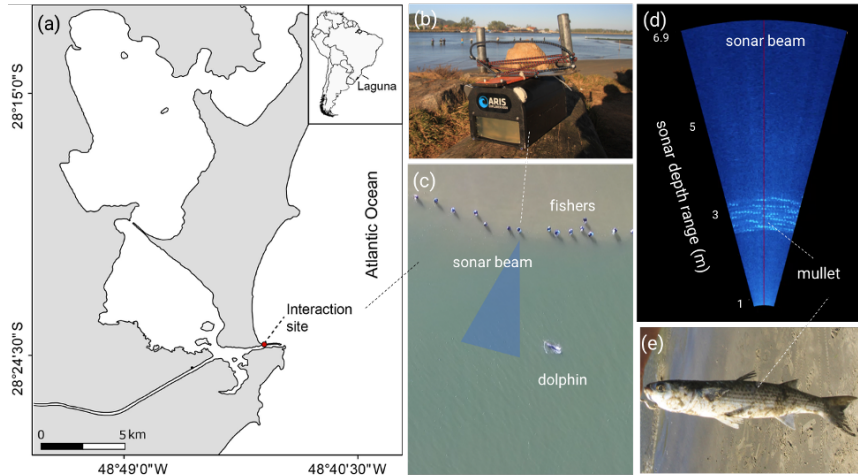 (a)
Laguna
28°15'0"S
Atlantic Ocean
Interaction
site
28°24'30"S
0
5 km
48°49'0"W
48°40'30"W
(b)
ARIS
(c)
fishers
sonar beam
dolphin
(d)
6.9
sonar beam
5
sonar depth range (m)
3
mullet
1
(e)